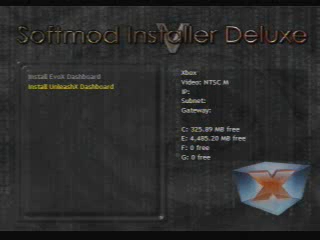 Softmod Installer Deluxe
V
Install EvoX Dashboard
Install UnleashX Dashboard
Xbox
Video: NTSC M
IP:
Subnet:
Gateway:
C: 325.89 MB free
E: 4,485.20 MB free
F: 0 free
G: 0 free
X